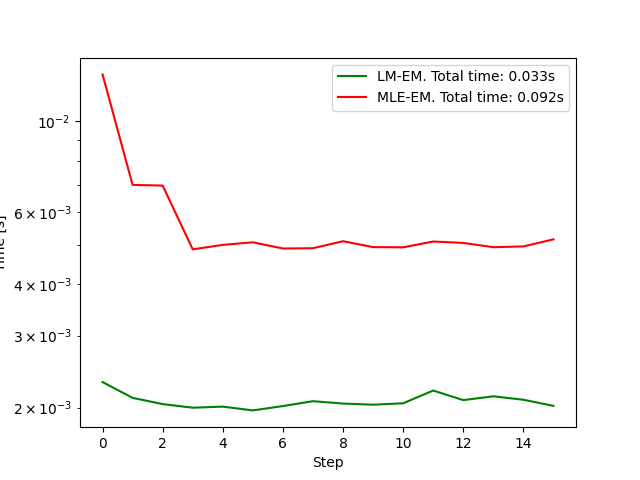 LM-EM. Total time: 0.033s
MLE-EM. Total time: 0.092s
10⁻²
6 × 10⁻³
4 × 10⁻³
3 × 10⁻³
2 × 10⁻³
Time [s]
0 2 4 6 8 10 12 14
Step